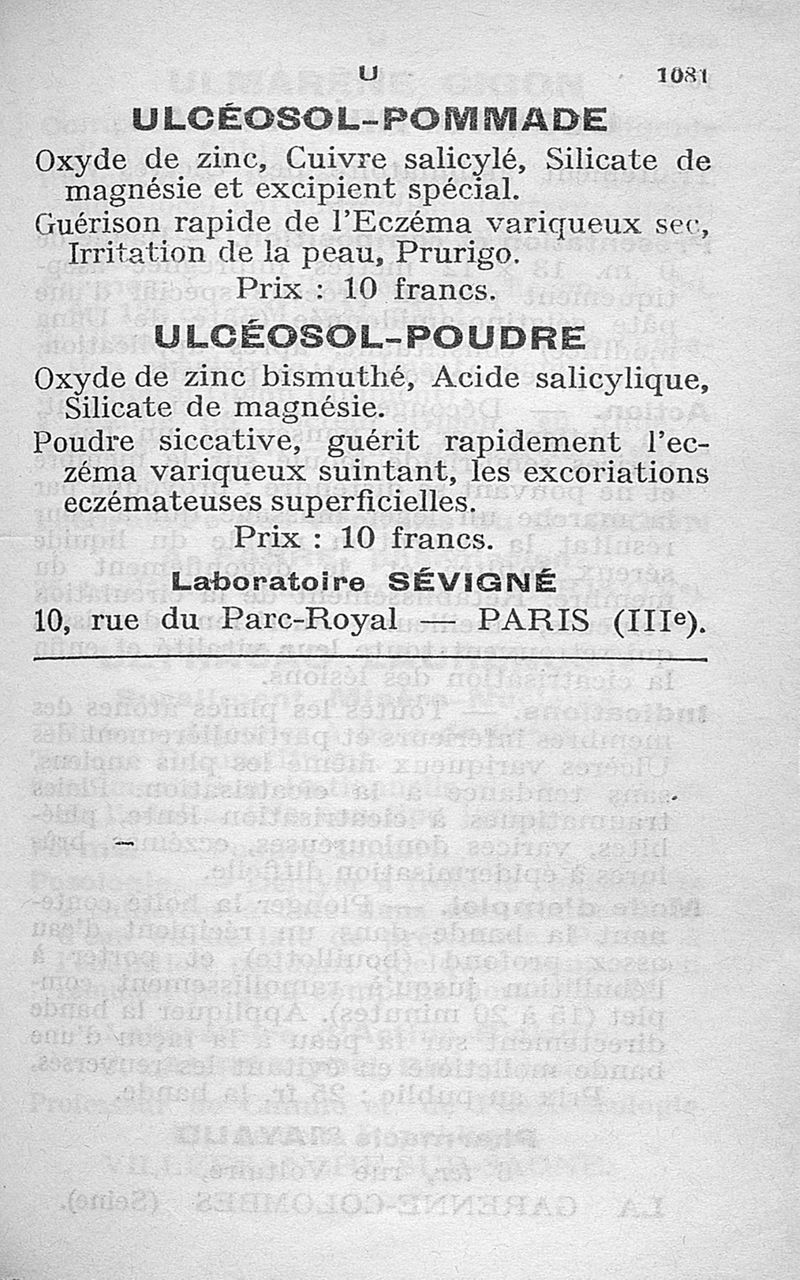 U 1081
ULCÉOSOL-POMMADE
Oxyde de zinc, Cuivre salicylé, Silicate de
magnésie et excipient spécial.
Guérison rapide de l'Eczéma variqueux sec,
Irritation de la peau, Prurigo.
Prix : 10 francs.
ULCÉOSOL-POUDRE
Oxyde de zinc bismuthé, Acide salicylique,
Silicate de magnésie.
Poudre siccative, guérit rapidement l'ec-
zéma variqueux suintant, les excoriations
eczémateuses superficielles.
Prix : 10 francs.
Laboratoire SÉVIGNÉ
10, rue du Parc-Royal — PARIS (IIIe).